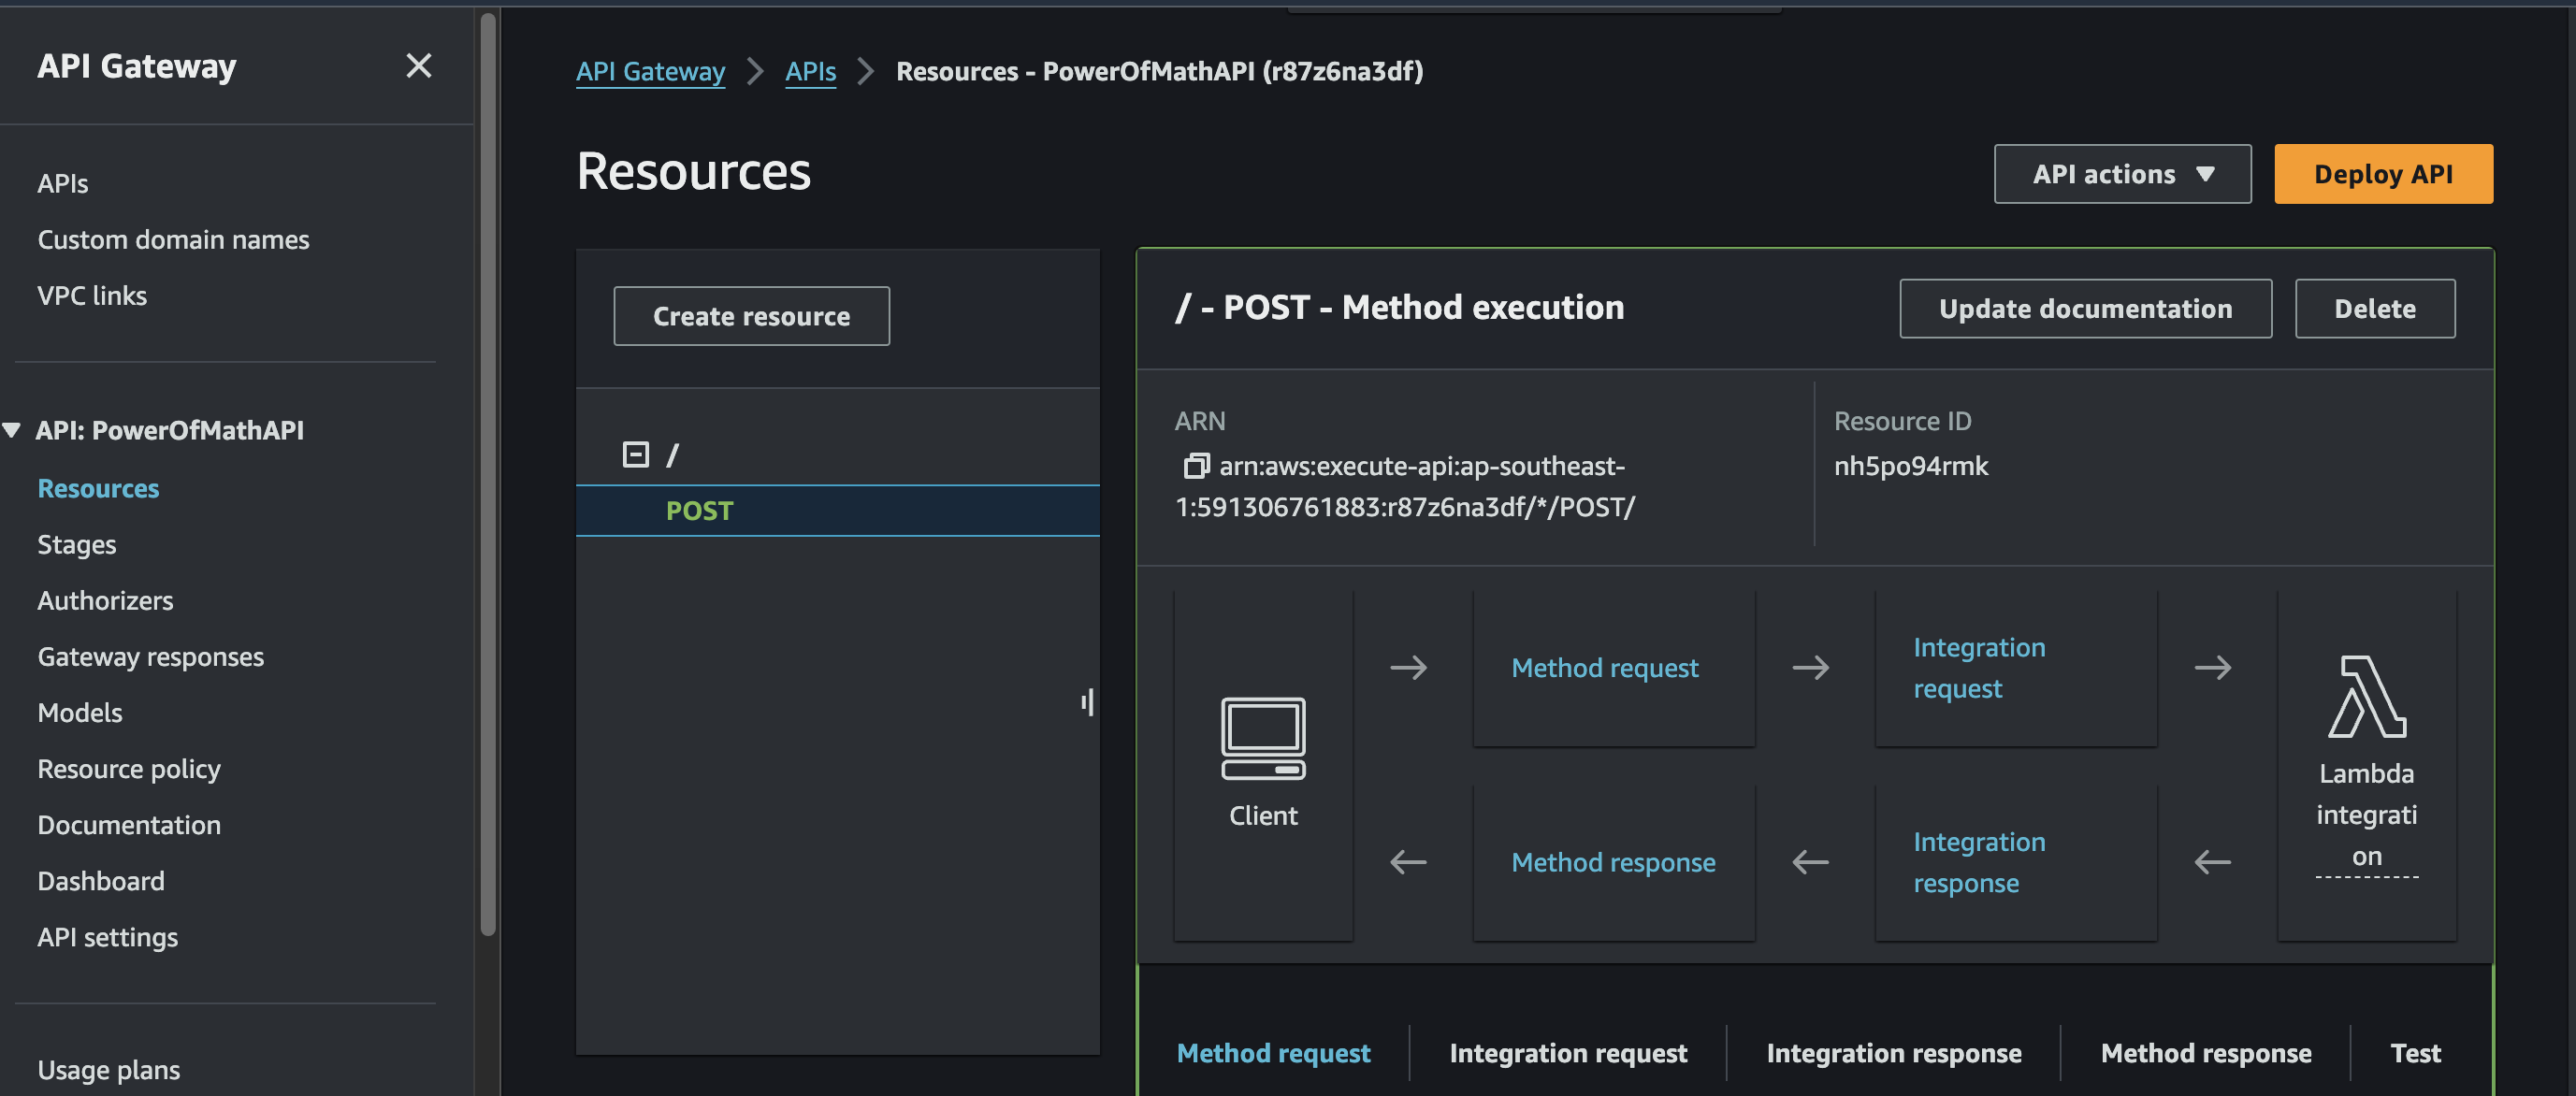 API Gateway
APIs
Custom domain names
VPC links
API: PowerOfMathAPI
Resources
Stages
Authorizers
Gateway responses
Models
Resource policy
Documentation
Dashboard
API settings
Usage plans
API Gateway > APIs > Resources - PowerOfMathAPI (r87z6na3df)
Resources
API actions
Deploy API
Create resource
/
POST
/ - POST - Method execution
Update documentation
Delete
ARN
arn:aws:execute-api:ap-southeast-
1:591306761883:r87z6na3df/*/POST/
Resource ID
nh5po94rmk
Client
Method request
Integration
request
Method response
Integration
response
Lambda
integrati
on
Method request
Integration request
Integration response
Method response
Test